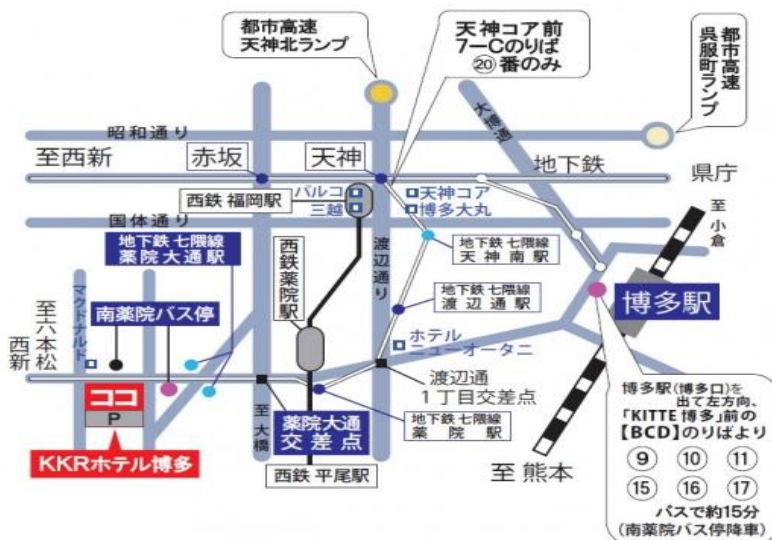 都市高速
天神北ランプ
天神コア前
7ーCのりば
⑳番のみ
都市高速
呉服町ランプ
大博通
昭和通り
至西新
赤坂
天神
地下鉄
県庁
西鉄 福岡駅
パルコ
三越
天神コア
博多大丸
至小倉
国体通り
地下鉄 七隈線
薬院大通駅
西鉄薬院駅
渡辺通り
地下鉄 七隈線
天神南駅
博多駅
南薬院バス停
マクドナルド
地下鉄 七隈線
渡辺通駅
至六本松
西新
ホテル
ニューオータニ
ココ
P
KKRホテル博多
至大橋
薬院大通
交差点
渡辺通
1丁目交差点
地下鉄 七隈線
薬院駅
西鉄 平尾駅
至 熊本
博多駅(博多口)を
出て左方向、
「KITTE 博多」前の
【BCD】のりばより
⑨ ⑩ ⑪
⑮ ⑯ ⑰
バスで約15分
(南薬院バス停降車)